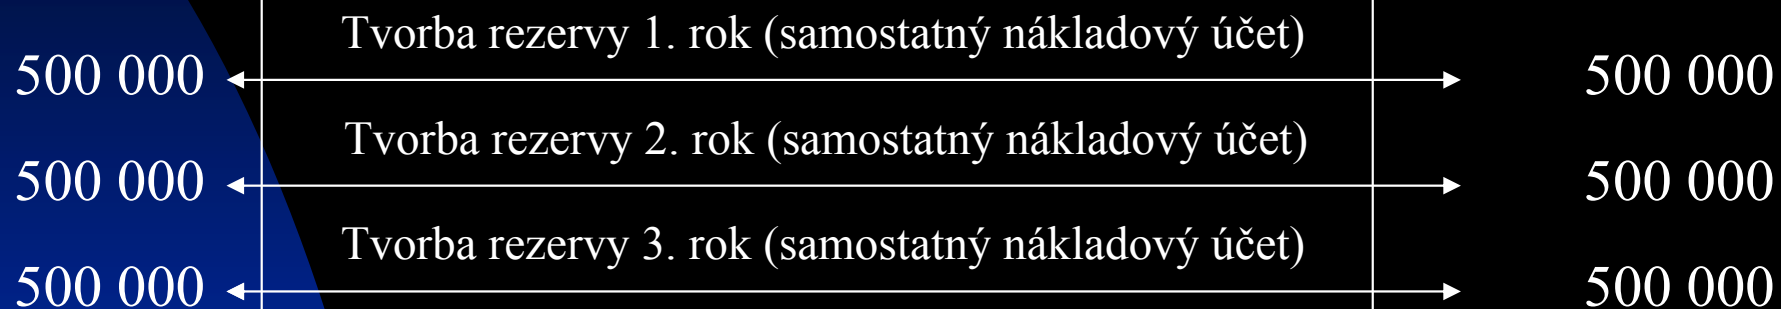 Tvorba rezervy 1. rok (samostatný nákladový účet)
500 000 500 000
Tvorba rezervy 2. rok (samostatný nákladový účet)
500 000 500 000
Tvorba rezervy 3. rok (samostatný nákladový účet)
500 000 500 000